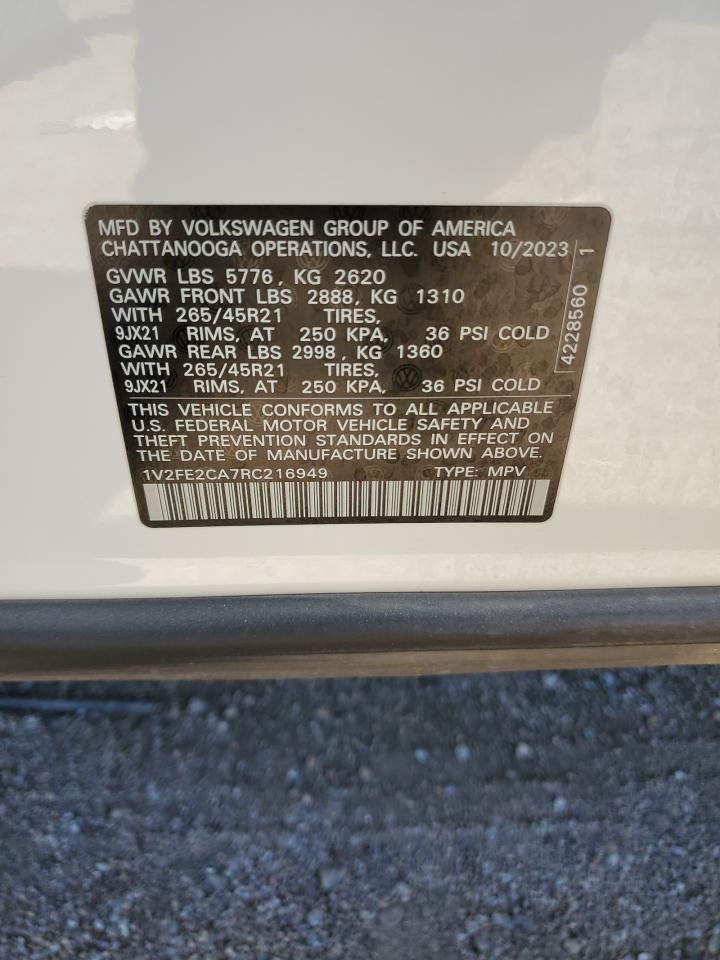 MFD BY VOLKSWAGEN GROUP OF AMERICA
CHATTANOOGA OPERATIONS, LLC. USA 10/2023
GVWR LBS 5776, KG 2620
GAWR FRONT LBS 2888, KG 1310
WITH 265/45R21 TIRES,
9JX21 RIMS, AT 250 KPA, 36 PSI COLD
GAWR REAR LBS 2998, KG 1360
WITH 265/45R21 TIRES,
9JX21 RIMS, AT 250 KPA, 36 PSI COLD
4228560 1
THIS VEHICLE CONFORMS TO ALL APPLICABLE
U.S. FEDERAL MOTOR VEHICLE SAFETY AND
THEFT PREVENTION STANDARDS IN EFFECT ON
THE DATE OF MANUFACTURE SHOWN ABOVE.
1V2FE2CA7RC216949 TYPE: MPV